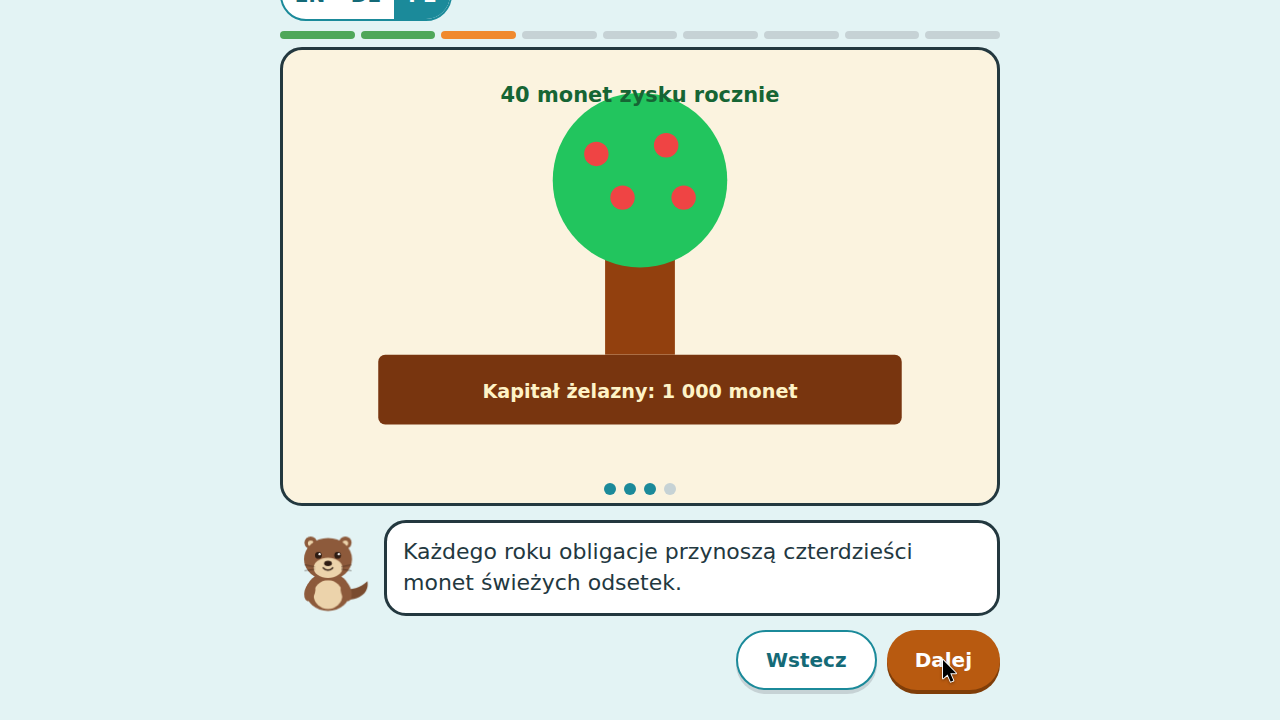 40 monet zysku rocznie
Kapitał żelazny: 1 000 monet
Każdego roku obligacje przynoszą czterdzieści
monet świeżych odsetek.
Wstecz
Dalej